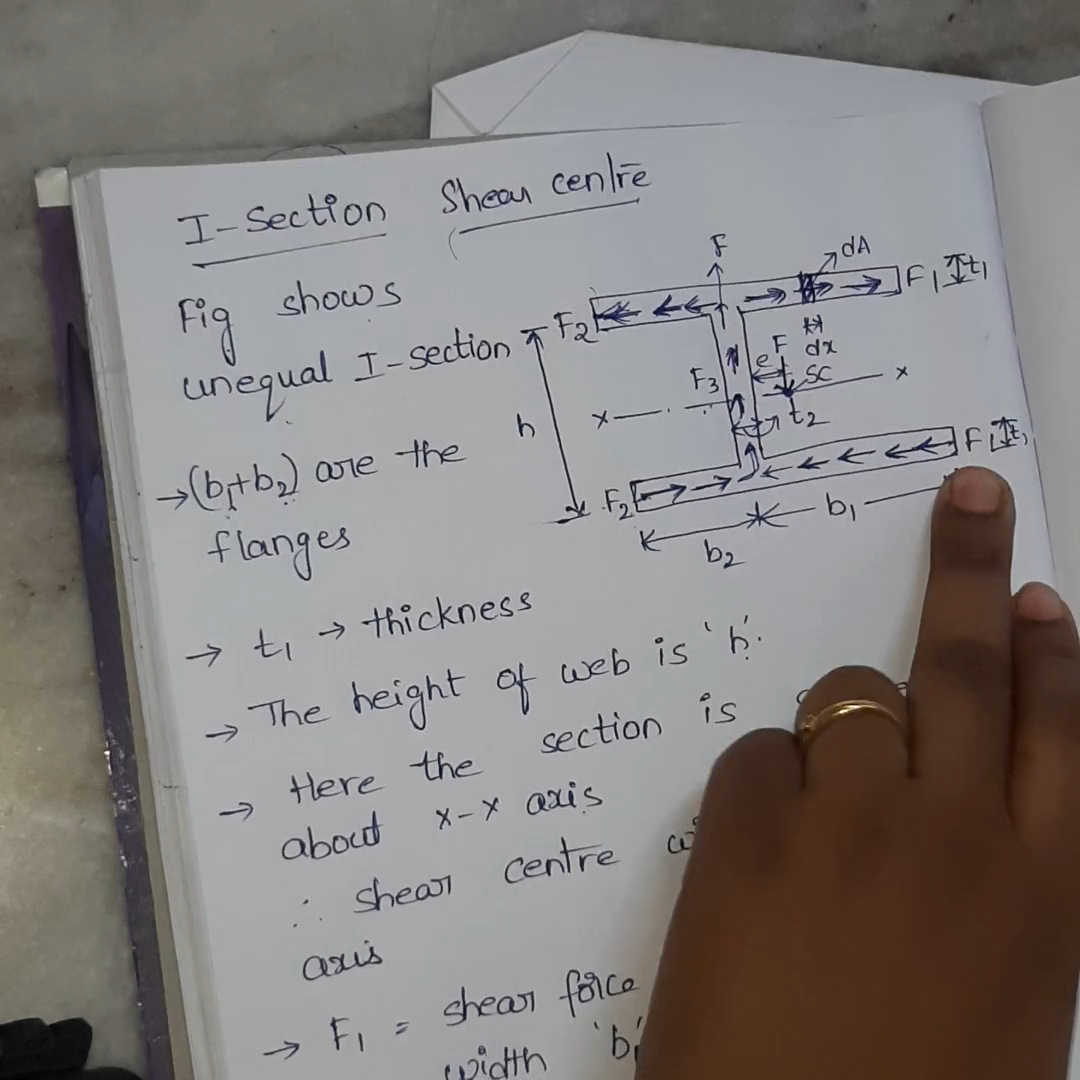 I-Section Shear centre
Fig shows
unequal I-section
→(b₁+b₂) are the
flanges
→ t₁ → thickness
→ The height of web is 'h'.
→ Here the section is
about x-x axis
∴ shear centre
axis
→ F₁ = shear force
width 'b₁'
F
dA
F₁ t₁
F₂
F
dx
e
SC
F₃
x
x
h
t₂
F₁ t₁
F₂
b₁
b₂